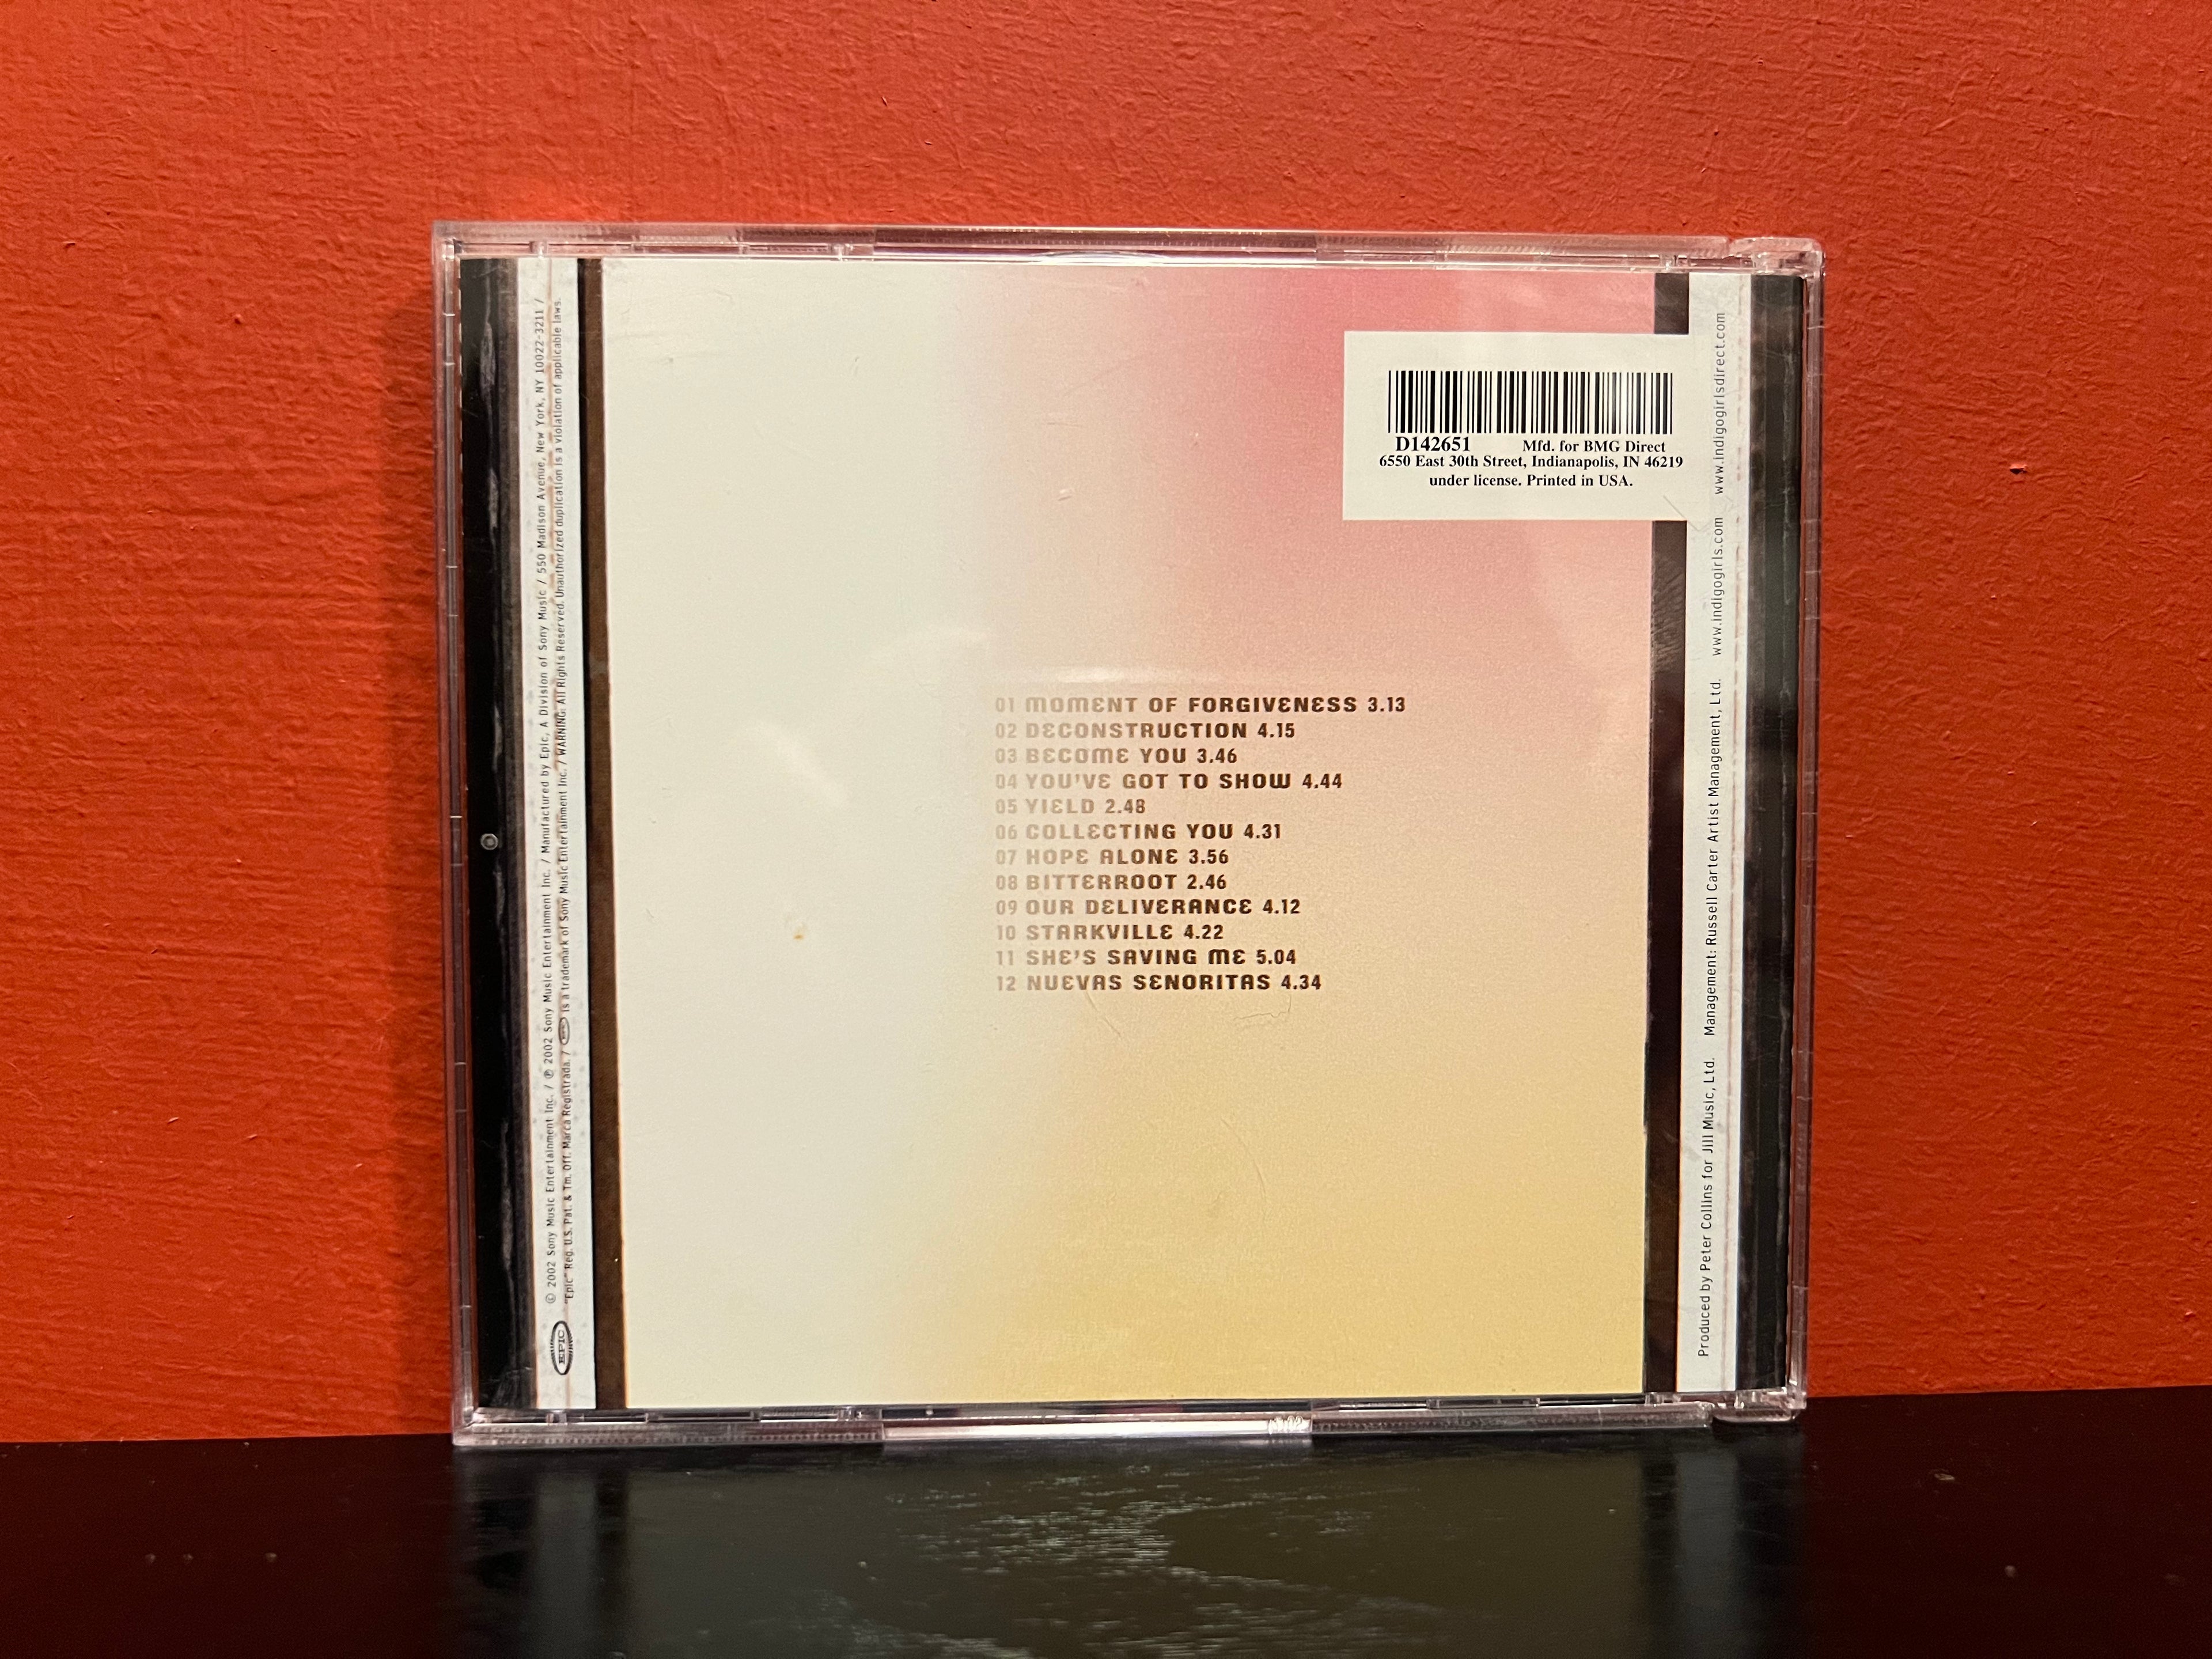 D142651 Mfd. for BMG Direct
6550 East 30th Street, Indianapolis, IN 46219
under license. Printed in USA.
01 MOMENT OF FORGIVENESS 3.13
02 DECONSTRUCTION 4.15
03 BECOME YOU 3.46
04 YOU'VE GOT TO SHOW 4.44
05 YIELD 2.48
06 COLLECTING YOU 4.31
07 HOPE ALONE 3.56
08 BITTERROOT 2.46
09 OUR DELIVERANCE 4.12
10 STARKVILLE 4.22
11 SHE'S SAVING ME 5.04
12 NUEVAS SENORITAS 4.34
EPIC
© 2002 Sony Music Entertainment Inc. / ℗ 2002 Sony Music Entertainment Inc. / Manufactured by Epic, A Division of Sony Music / 550 Madison Avenue, New York, NY 10022-3211 /
"Epic" Reg. U.S. Pat. & Tm. Off. Marca Registrada. / is a trademark of Sony Music Entertainment Inc. / WARNING: All Rights Reserved. Unauthorized duplication is a violation of applicable laws.
Produced by Peter Collins for Jill Music, Ltd. Management: Russell Carter Artist Management, Ltd. www.indigogirls.com www.indigogirlsdirect.com